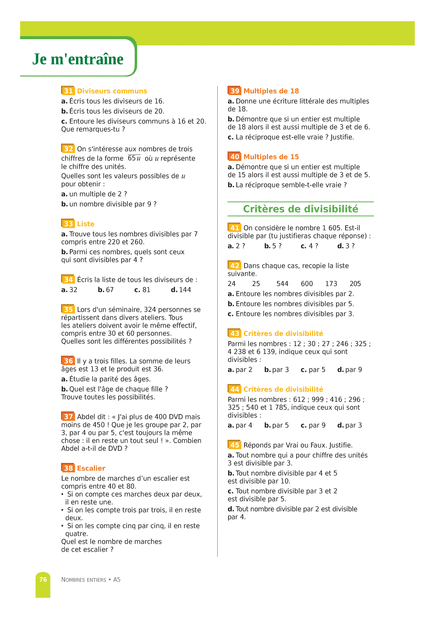 Je m'entraîne
31 Diviseurs communs
a. Écris tous les diviseurs de 16.
b. Écris tous les diviseurs de 20.
c. Entoure les diviseurs communs à 16 et 20.
Que remarques-tu ?
32 On s'intéresse aux nombres de trois
chiffres de la forme 65u où u représente
le chiffre des unités.
Quelles sont les valeurs possibles de u
pour obtenir :
a. un multiple de 2 ?
b. un nombre divisible par 9 ?
33 Liste
a. Trouve tous les nombres divisibles par 7
compris entre 220 et 260.
b. Parmi ces nombres, quels sont ceux
qui sont divisibles par 4 ?
34 Écris la liste de tous les diviseurs de :
a. 32 b. 67 c. 81 d. 144
35 Lors d'un séminaire, 324 personnes se
répartissent dans divers ateliers. Tous
les ateliers doivent avoir le même effectif,
compris entre 30 et 60 personnes.
Quelles sont les différentes possibilités ?
36 Il y a trois filles. La somme de leurs
âges est 13 et le produit est 36.
a. Étudie la parité des âges.
b. Quel est l'âge de chaque fille ?
Trouve toutes les possibilités.
37 Abdel dit : « J'ai plus de 400 DVD mais
moins de 450 ! Que je les groupe par 2, par
3, par 4 ou par 5, c'est toujours la même
chose : il en reste un tout seul ! ». Combien
Abdel a-t-il de DVD ?
38 Escalier
Le nombre de marches d'un escalier est
compris entre 40 et 80.
• Si on compte ces marches deux par deux,
il en reste une.
• Si on les compte trois par trois, il en reste
deux.
• Si on les compte cinq par cinq, il en reste
quatre.
Quel est le nombre de marches
de cet escalier ?
39 Multiples de 18
a. Donne une écriture littérale des multiples
de 18.
b. Démontre que si un entier est multiple
de 18 alors il est aussi multiple de 3 et de 6.
c. La réciproque est-elle vraie ? Justifie.
40 Multiples de 15
a. Démontre que si un entier est multiple
de 15 alors il est aussi multiple de 3 et de 5.
b. La réciproque semble-t-elle vraie ?
Critères de divisibilité
41 On considère le nombre 1 605. Est-il
divisible par (tu justifieras chaque réponse) :
a. 2 ? b. 5 ? c. 4 ? d. 3 ?
42 Dans chaque cas, recopie la liste
suivante.
24 25 544 600 173 205
a. Entoure les nombres divisibles par 2.
b. Entoure les nombres divisibles par 5.
c. Entoure les nombres divisibles par 3.
43 Critères de divisibilité
Parmi les nombres : 12 ; 30 ; 27 ; 246 ; 325 ;
4 238 et 6 139, indique ceux qui sont
divisibles :
a. par 2 b. par 3 c. par 5 d. par 9
44 Critères de divisibilité
Parmi les nombres : 612 ; 999 ; 416 ; 296 ;
325 ; 540 et 1 785, indique ceux qui sont
divisibles :
a. par 4 b. par 5 c. par 9 d. par 3
45 Réponds par Vrai ou Faux. Justifie.
a. Tout nombre qui a pour chiffre des unités
3 est divisible par 3.
b. Tout nombre divisible par 4 et 5
est divisible par 10.
c. Tout nombre divisible par 3 et 2
est divisible par 5.
d. Tout nombre divisible par 2 est divisible
par 4.
76 NOMBRES ENTIERS • A5